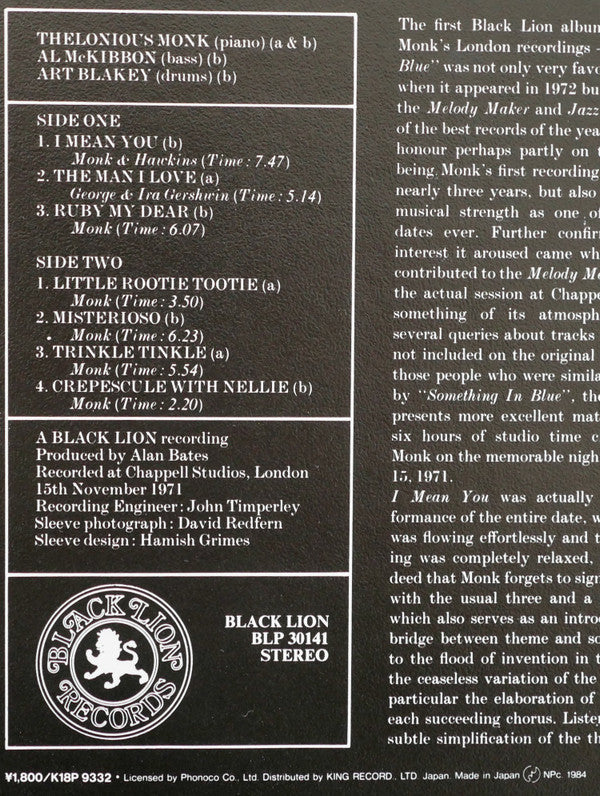 THELONIOUS MONK (piano) (a & b)
AL McKIBBON (bass) (b)
ART BLAKEY (drums) (b)
SIDE ONE
1. I MEAN YOU (b)
Monk & Hawkins (Time: 7.47)
2. THE MAN I LOVE (a)
George & Ira Gershwin (Time: 5.14)
3. RUBY MY DEAR (b)
Monk (Time: 6.07)
SIDE TWO
1. LITTLE ROOTIE TOOTIE (a)
Monk (Time: 3.50)
2. MISTERIOSO (b)
Monk (Time: 6.23)
3. TRINKLE TINKLE (a)
Monk (Time: 5.54)
4. CREPESCULE WITH NELLIE (b)
Monk (Time: 2.20)
A BLACK LION recording
Produced by Alan Bates
Recorded at Chappell Studios, London
15th November 1971
Recording Engineer: John Timperley
Sleeve photograph: David Redfern
Sleeve design: Hamish Grimes
BLACK LION
RECORDS
BLACK LION
BLP 30141
STEREO
The first Black Lion album
Monk's London recordings -
Blue" was not only very favo
when it appeared in 1972 bu
the Melody Maker and Jazz
of the best records of the yea
honour perhaps partly on t
being Monk's first recording
nearly three years, but also
musical strength as one of
dates ever. Further confir
interest it aroused came wh
contributed to the Melody Ma
the actual session at Chappe
something of its atmosph
several queries about tracks
not included on the original
those people who were simila
by "Something In Blue", the
presents more excellent mat
six hours of studio time c
Monk on the memorable nigh
15, 1971.
I Mean You was actually
formance of the entire date, w
was flowing effortlessly and t
ing was completely relaxed,
deed that Monk forgets to sign
with the usual three and a
which also serves as an introd
bridge between theme and so
to the flood of invention in t
the ceaseless variation of the
particular the elaboration of
each succeeding chorus. Listen
subtle simplification of the th
¥1,800/K18P 9332 • Licensed by Phonoco Co., Ltd. Distributed by KING RECORD., LTD Japan. Made in Japan NPc. 1984